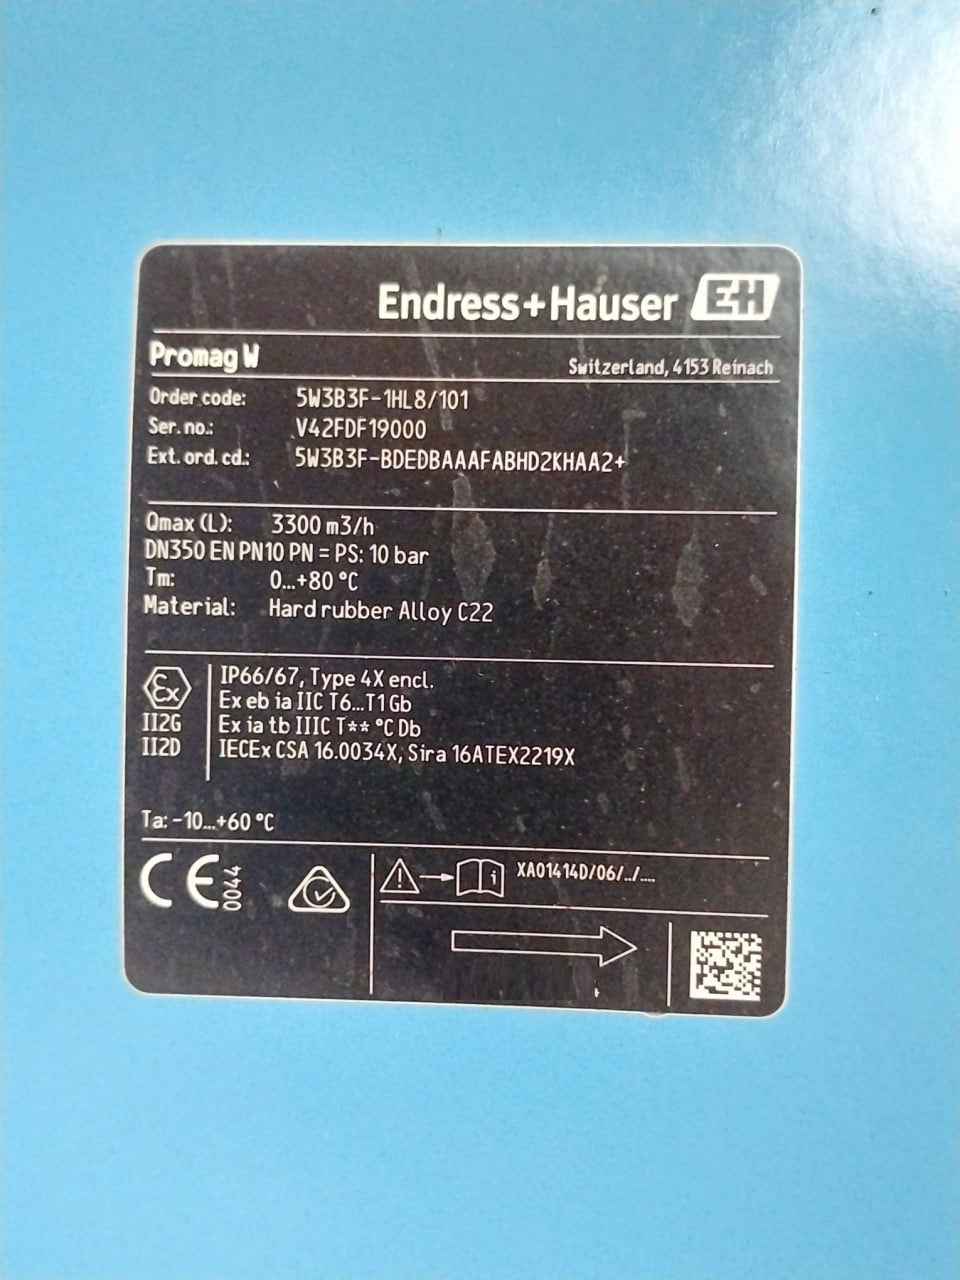 Endress+Hauser EH
Promag W
Switzerland, 4153 Reinach
Order code: 5W3B3F-1HL8/101
Ser. no.: V42FDF19000
Ext. ord. cd.: 5W3B3F-BDEDBAAAFABHD2KHAA2+
Qmax (L): 3300 m3/h
DN350 EN PN10 PN = PS: 10 bar
Tm: 0...+80 °C
Material: Hard rubber Alloy C22
Ex
II2G
II2D
IP66/67, Type 4X encl.
Ex eb ia IIC T6...T1 Gb
Ex ia tb IIIC T** °C Db
IECEx CSA 16.0034X, Sira 16ATEX2219X
Ta: -10...+60 °C
CE 0044
XA01414D/06/../....